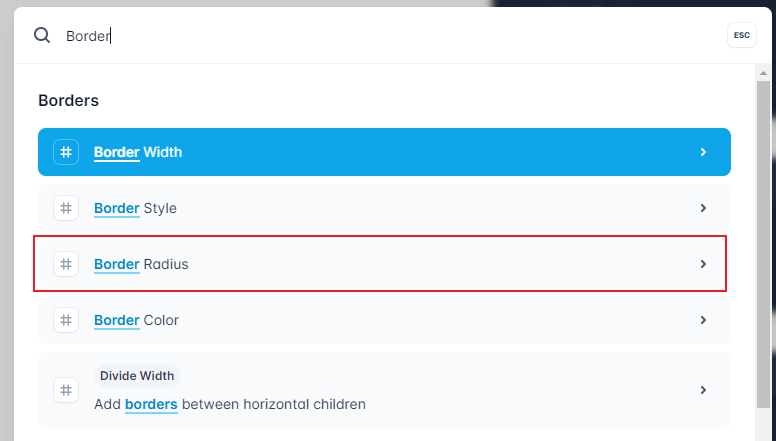 Border
ESC
Borders
# Border Width
# Border Style
# Border Radius
# Border Color
Divide Width
# Add borders between horizontal children